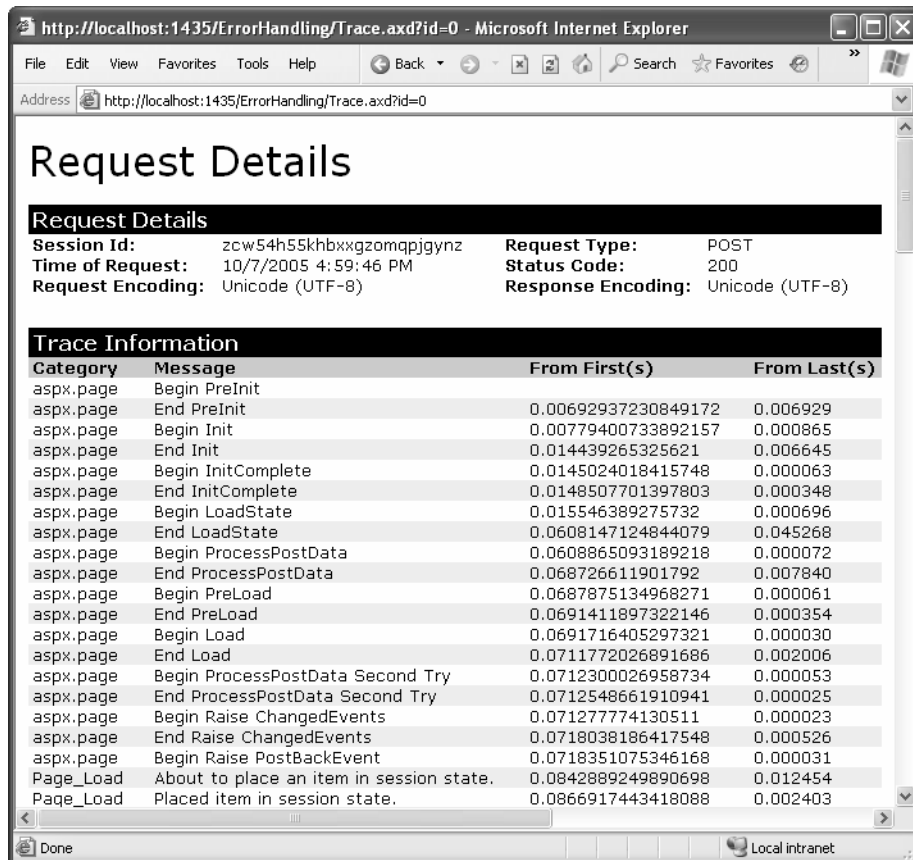 http://localhost:1435/ErrorHandling/Trace.axd?id=0 - Microsoft Internet Explorer
File Edit View Favorites Tools Help Back Search Favorites »
Address http://localhost:1435/ErrorHandling/Trace.axd?id=0
Request Details
Request Details
Session Id: zcw54h55khbxxgzomqpjgynz Request Type: POST
Time of Request: 10/7/2005 4:59:46 PM Status Code: 200
Request Encoding: Unicode (UTF-8) Response Encoding: Unicode (UTF-8)
Trace Information
Category Message From First(s) From Last(s)
aspx.page Begin PreInit
aspx.page End PreInit 0.00692937230849172 0.006929
aspx.page Begin Init 0.00779400733892157 0.000865
aspx.page End Init 0.014439265325621 0.006645
aspx.page Begin InitComplete 0.0145024018415748 0.000063
aspx.page End InitComplete 0.0148507701397803 0.000348
aspx.page Begin LoadState 0.015546389275732 0.000696
aspx.page End LoadState 0.0608147124844079 0.045268
aspx.page Begin ProcessPostData 0.0608865093189218 0.000072
aspx.page End ProcessPostData 0.068726611901792 0.007840
aspx.page Begin PreLoad 0.0687875134968271 0.000061
aspx.page End PreLoad 0.0691411897322146 0.000354
aspx.page Begin Load 0.0691716405297321 0.000030
aspx.page End Load 0.0711772026891686 0.002006
aspx.page Begin ProcessPostData Second Try 0.0712300026958734 0.000053
aspx.page End ProcessPostData Second Try 0.0712548661910941 0.000025
aspx.page Begin Raise ChangedEvents 0.071277774130511 0.000023
aspx.page End Raise ChangedEvents 0.0718038186417548 0.000526
aspx.page Begin Raise PostBackEvent 0.0718351075346168 0.000031
Page_Load About to place an item in session state. 0.0842889249890698 0.012454
Page_Load Placed item in session state. 0.0866917443418088 0.002403
Done Local intranet